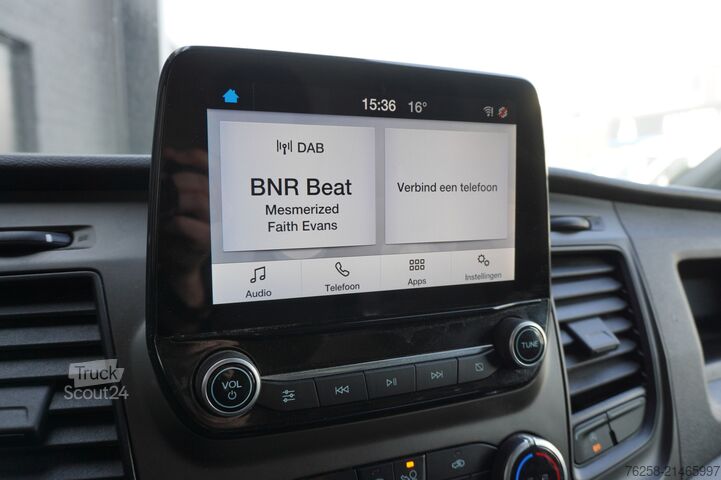 15:36 16°
DAB
BNR Beat
Mesmerized
Faith Evans
Verbind een telefoon
Audio
Telefoon
Apps
Instellingen
VOL
TUNE
Truck
Scout24
76258-21465997